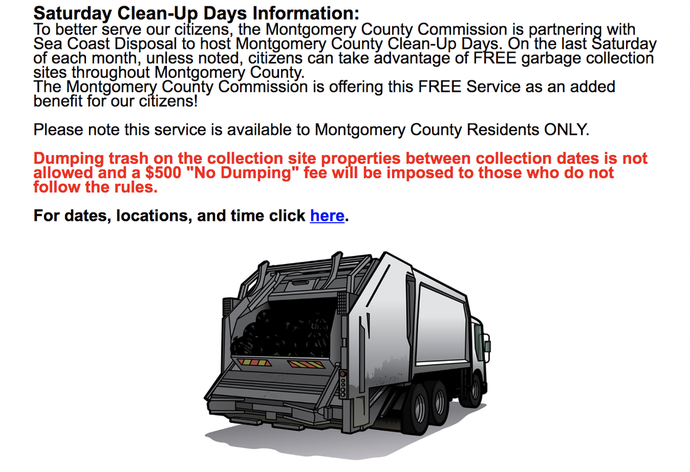 Saturday Clean-Up Days Information:
To better serve our citizens, the Montgomery County Commission is partnering with
Sea Coast Disposal to host Montgomery County Clean-Up Days. On the last Saturday
of each month, unless noted, citizens can take advantage of FREE garbage collection
sites throughout Montgomery County.
The Montgomery County Commission is offering this FREE Service as an added
benefit for our citizens!
Please note this service is available to Montgomery County Residents ONLY.
Dumping trash on the collection site properties between collection dates is not
allowed and a $500 "No Dumping" fee will be imposed to those who do not
follow the rules.
For dates, locations, and time click here.